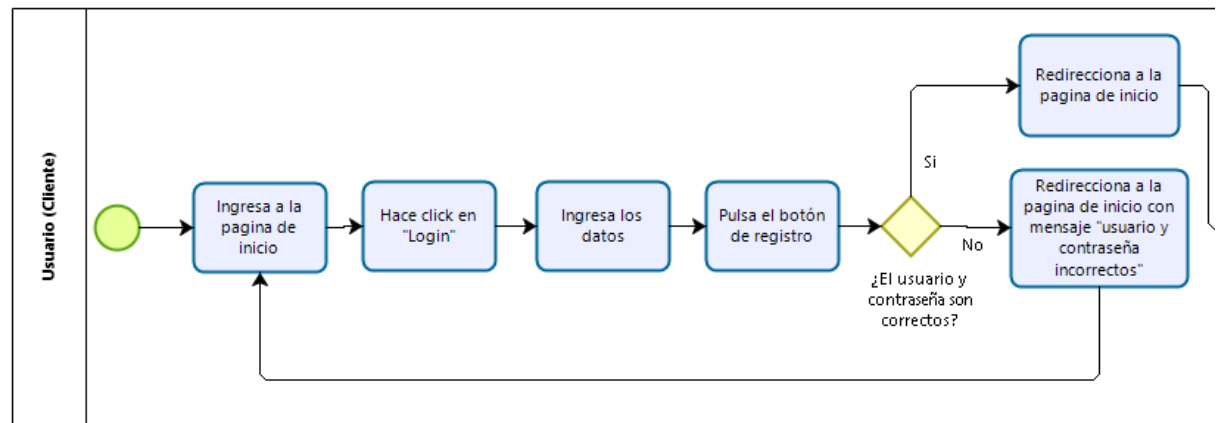 Usuario (Cliente)
Ingresa a la
pagina de
inicio
Hace click en
"Login"
Ingresa los
datos
Pulsa el botón
de registro
¿El usuario y
contraseña son
correctos?
Si
Redirecciona a la
pagina de inicio
No
Redirecciona a la
pagina de inicio con
mensaje "usuario y
contraseña
incorrectos"